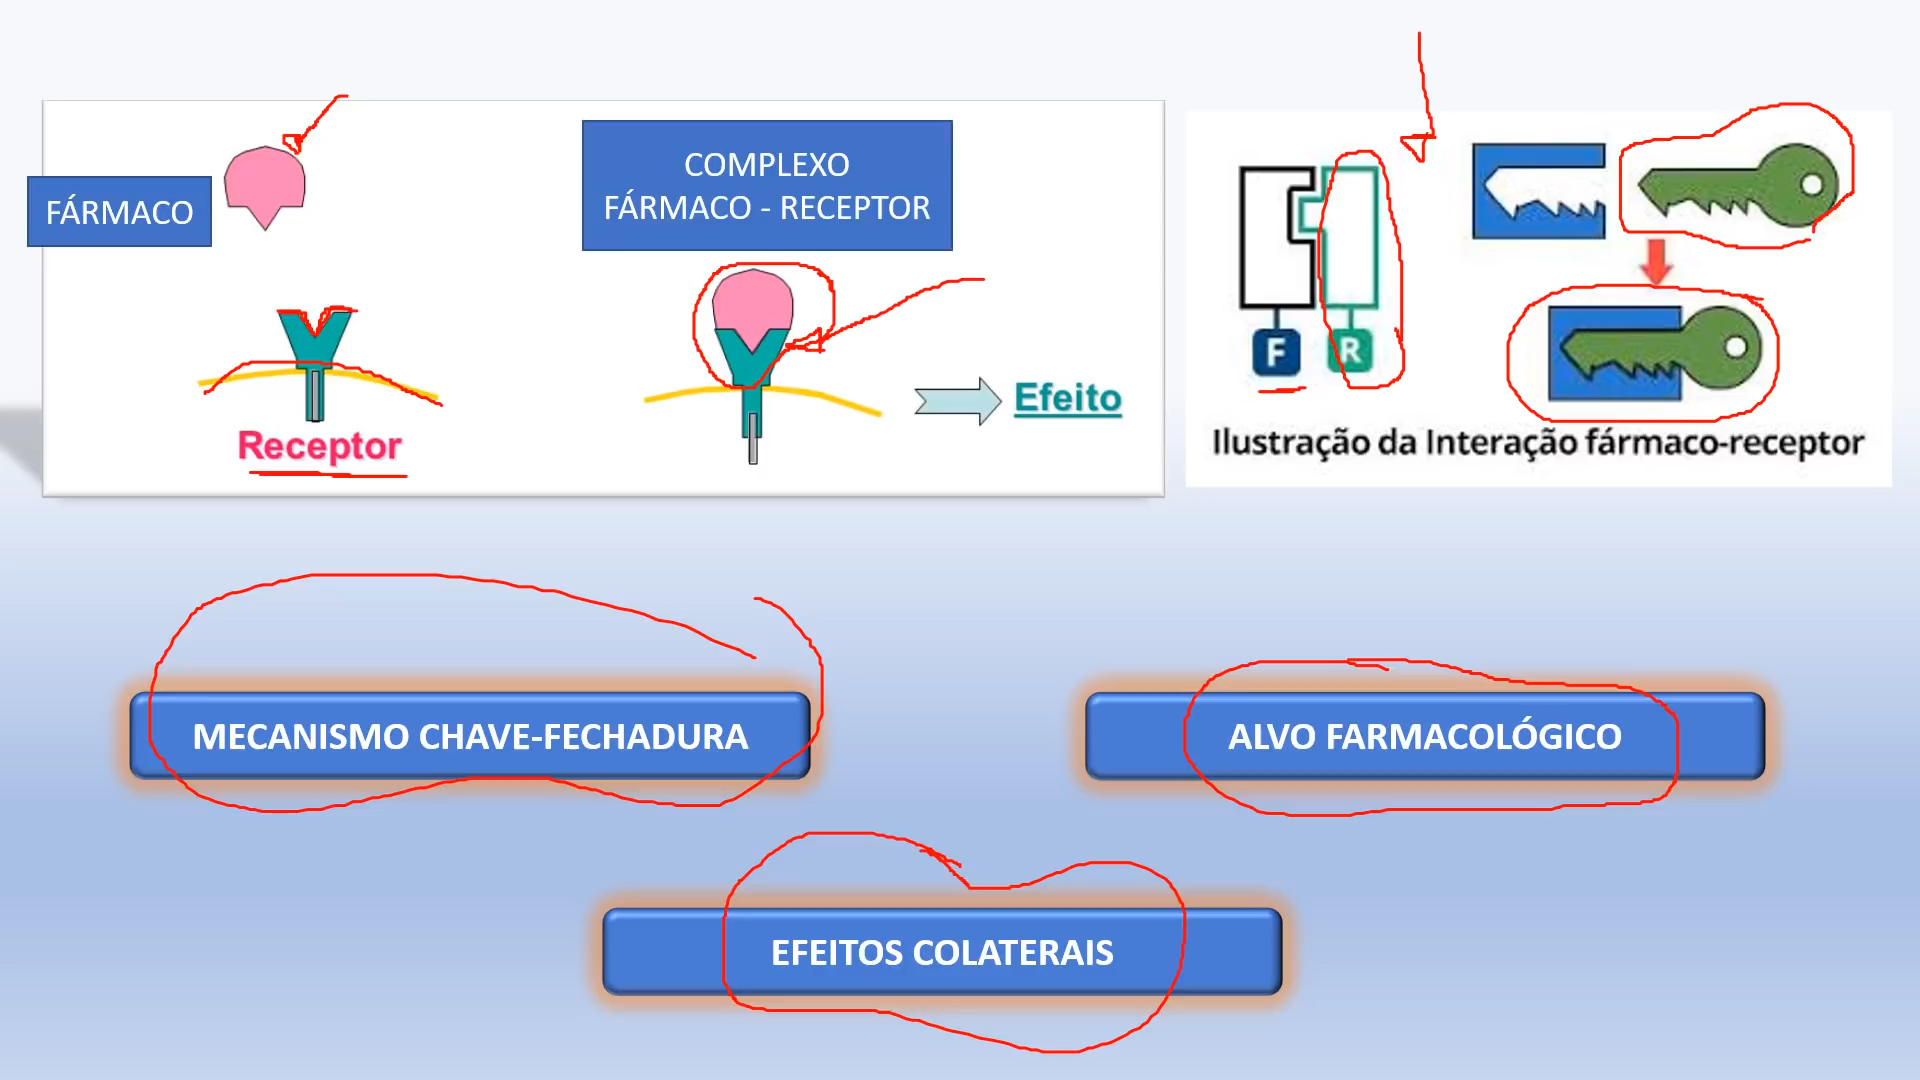 FÁRMACO
COMPLEXO
FÁRMACO - RECEPTOR
Receptor
Efeito
F
R
Ilustração da Interação fármaco-receptor
MECANISMO CHAVE-FECHADURA
ALVO FARMACOLÓGICO
EFEITOS COLATERAIS